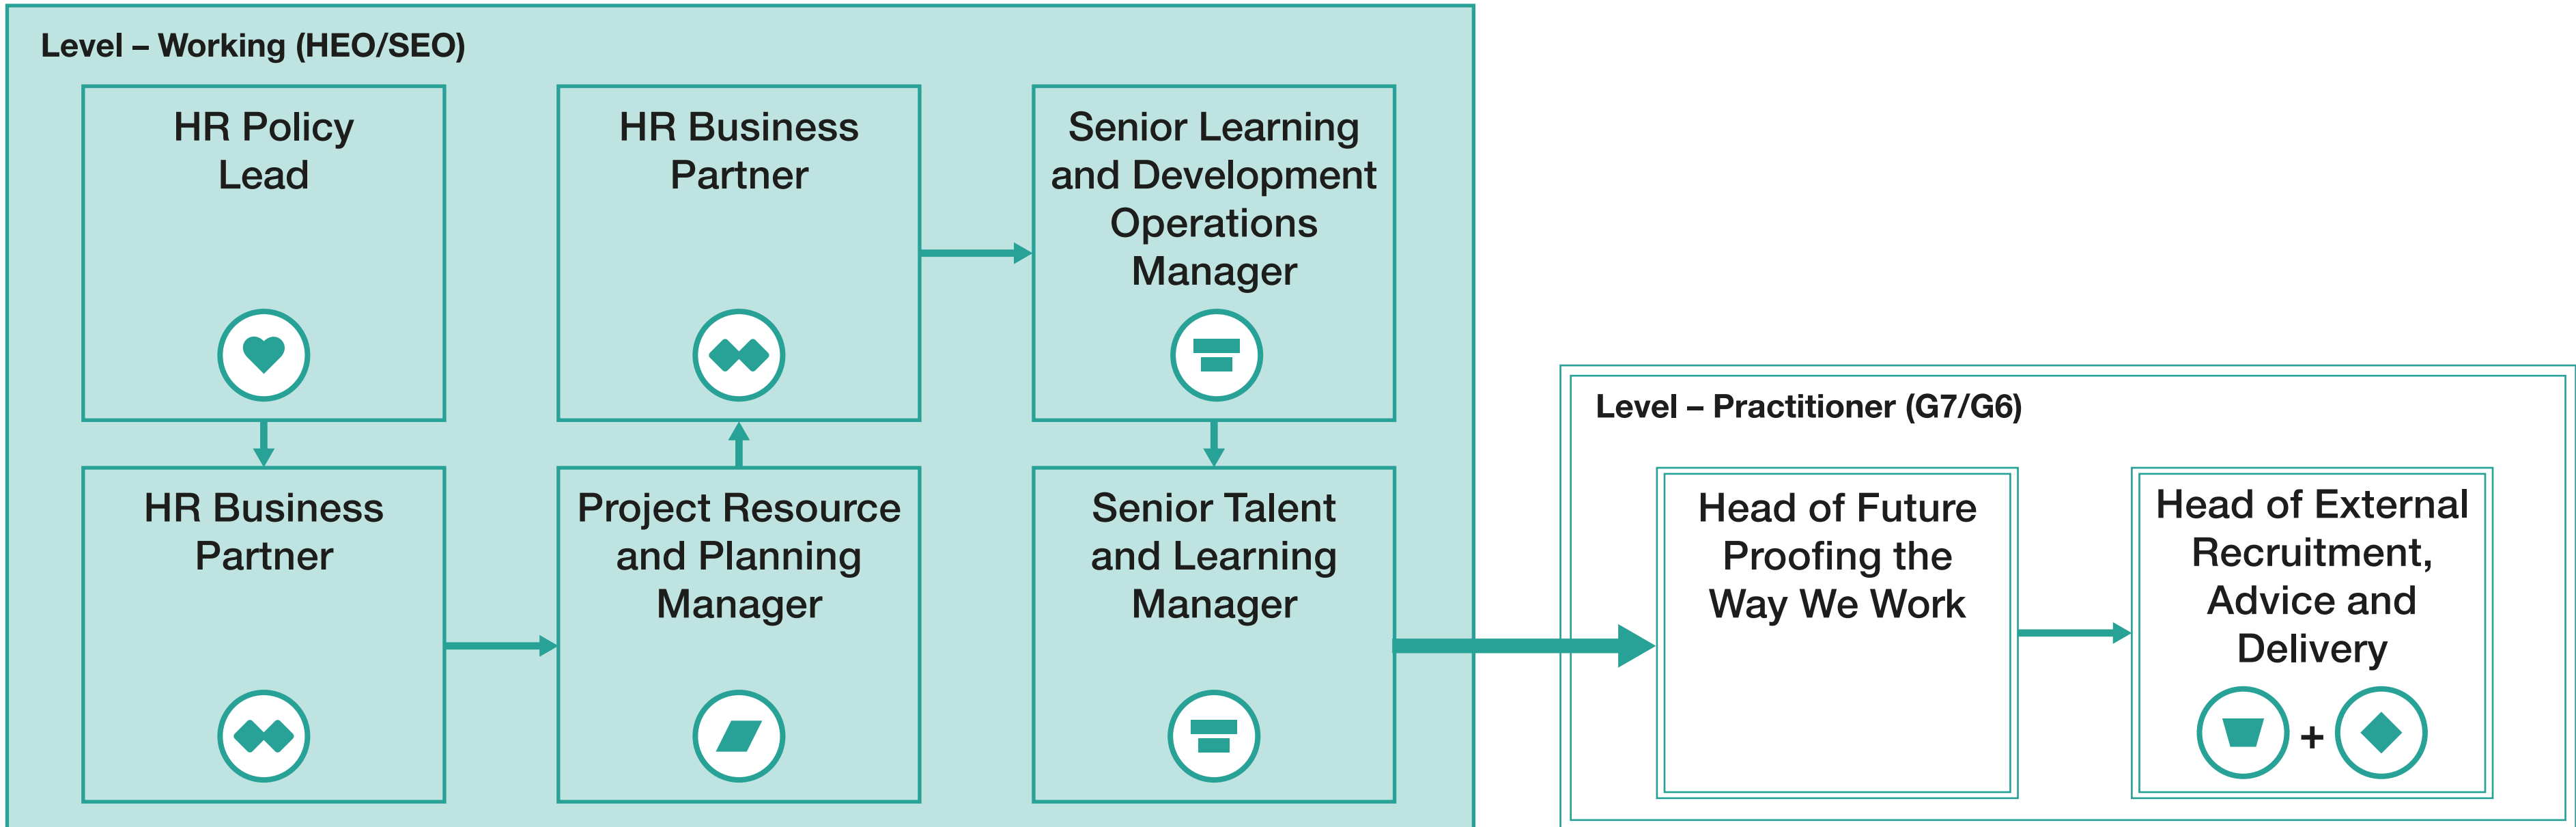 Level – Working (HEO/SEO)
HR Policy
Lead
HR Business
Partner
Project Resource
and Planning
Manager
HR Business
Partner
Senior Learning
and Development
Operations
Manager
Senior Talent
and Learning
Manager
Level – Practitioner (G7/G6)
Head of Future
Proofing the
Way We Work
Head of External
Recruitment,
Advice and
Delivery
+